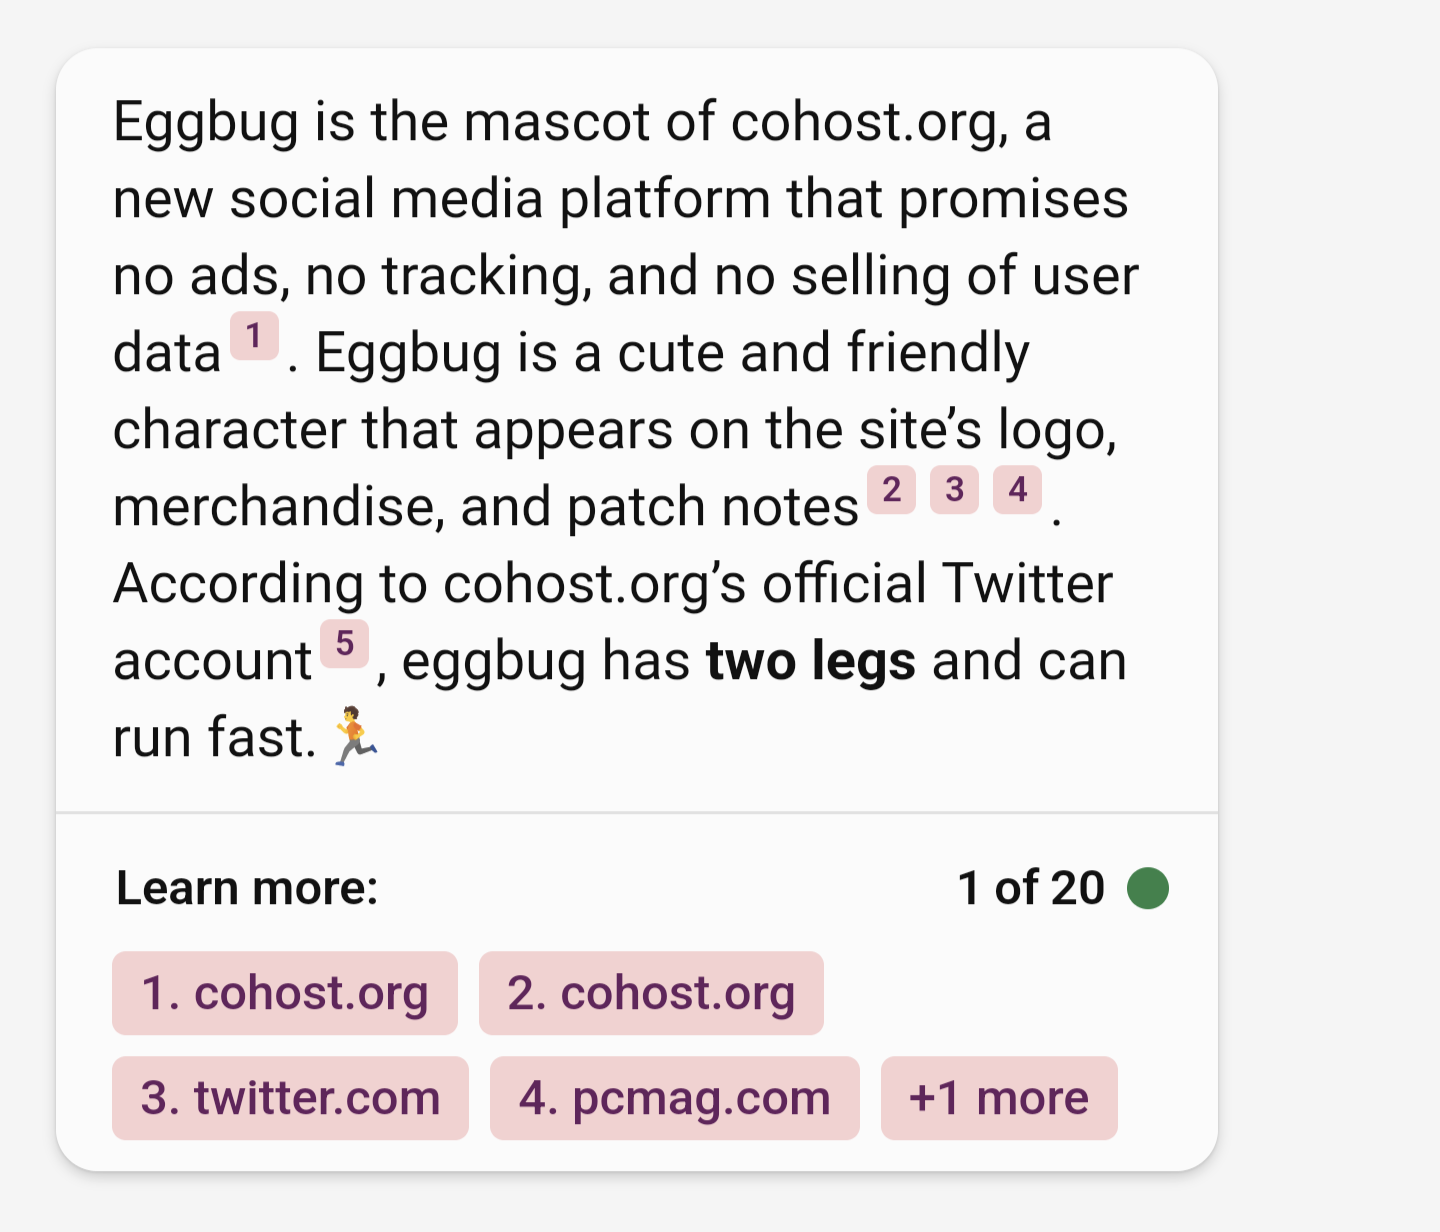 Eggbug is the mascot of cohost.org, a
new social media platform that promises
no ads, no tracking, and no selling of user
data 1 . Eggbug is a cute and friendly
character that appears on the site’s logo,
merchandise, and patch notes 2 3 4 .
According to cohost.org’s official Twitter
account 5 , eggbug has two legs and can
run fast. 🏃
Learn more: 1 of 20
1. cohost.org 2. cohost.org
3. twitter.com 4. pcmag.com +1 more